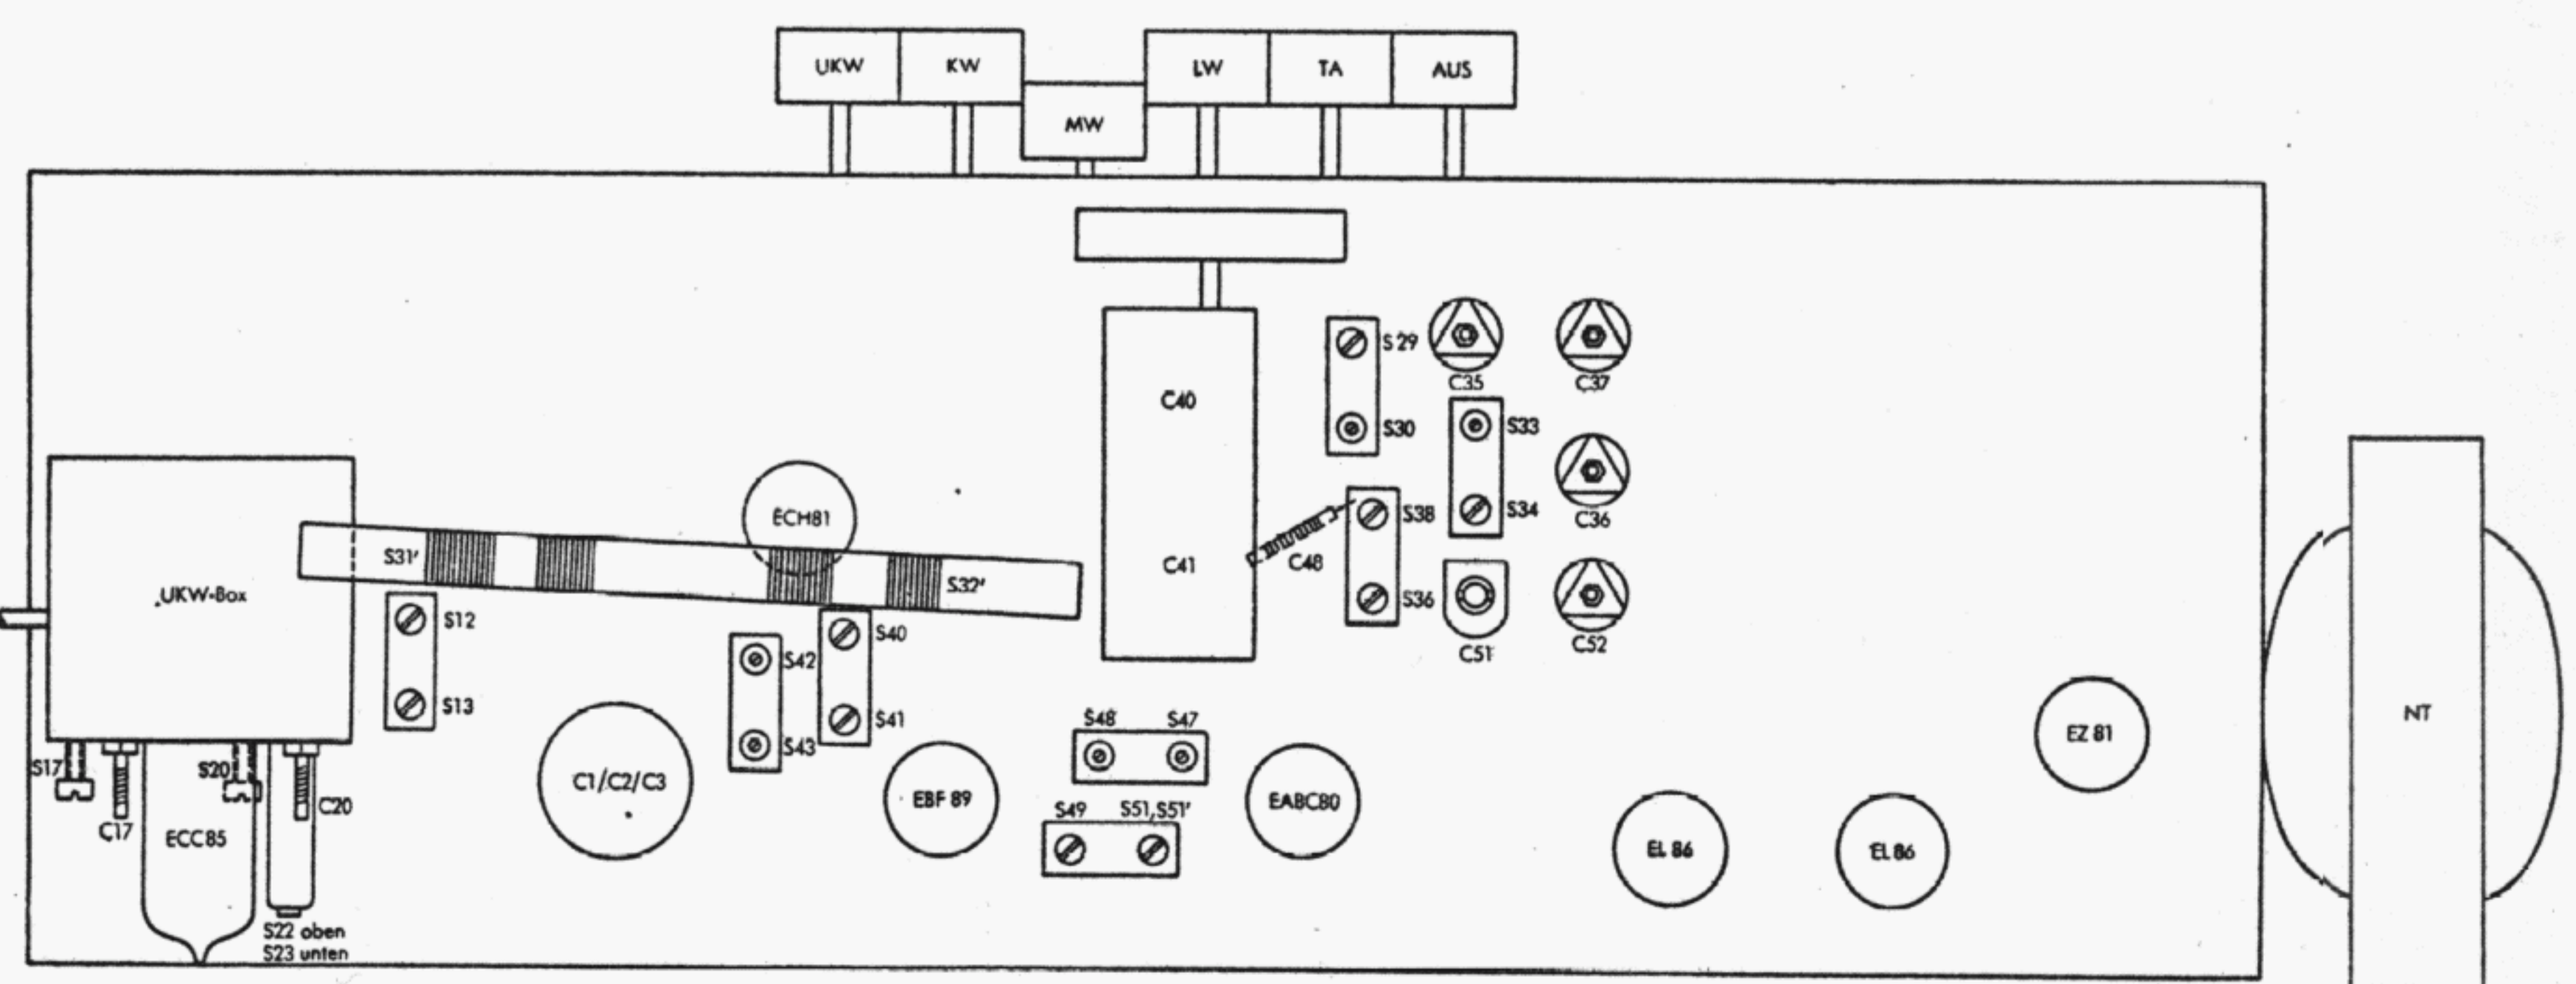 UKW
KW
MW
LW
TA
AUS
S29
C35
C37
C40
S30
S33
ECH81
S38
S34
C36
S31'
C41
C48
S32'
UKW-Box
S36
S12
S40
C51
C52
S42
S13
S41
S48
S47
EZ 81
NT
S43
S17
S20
C1/C2/C3
EBF 89
EABC80
C20
S49
S51, S51'
C17
ECC85
EL 86
EL 86
S22 oben
S23 unten